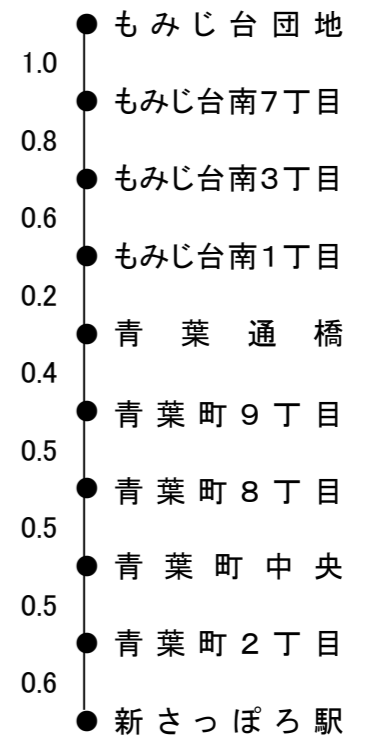 もみじ台団地
1.0
もみじ台南7丁目
0.8
もみじ台南3丁目
0.6
もみじ台南1丁目
0.2
青葉通橋
0.4
青葉町9丁目
0.5
青葉町8丁目
0.5
青葉町中央
0.5
青葉町2丁目
0.6
新さっぽろ駅